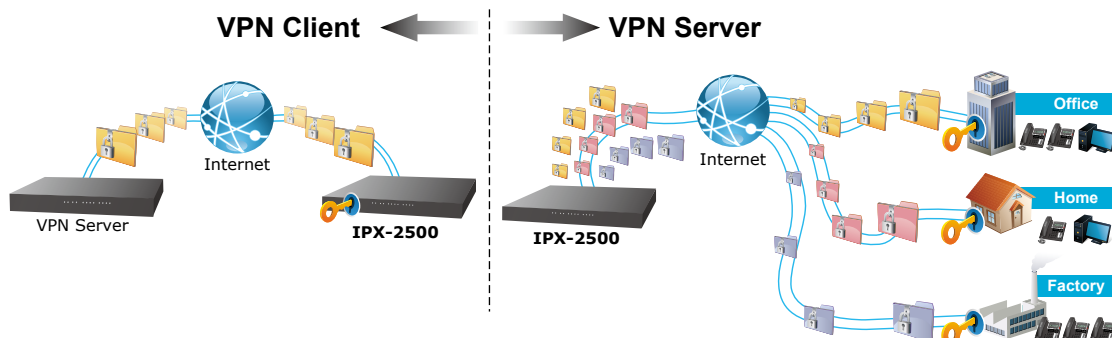 VPN Client
VPN Server
Internet
VPN Server
IPX-2500
Internet
IPX-2500
Office
Home
Factory